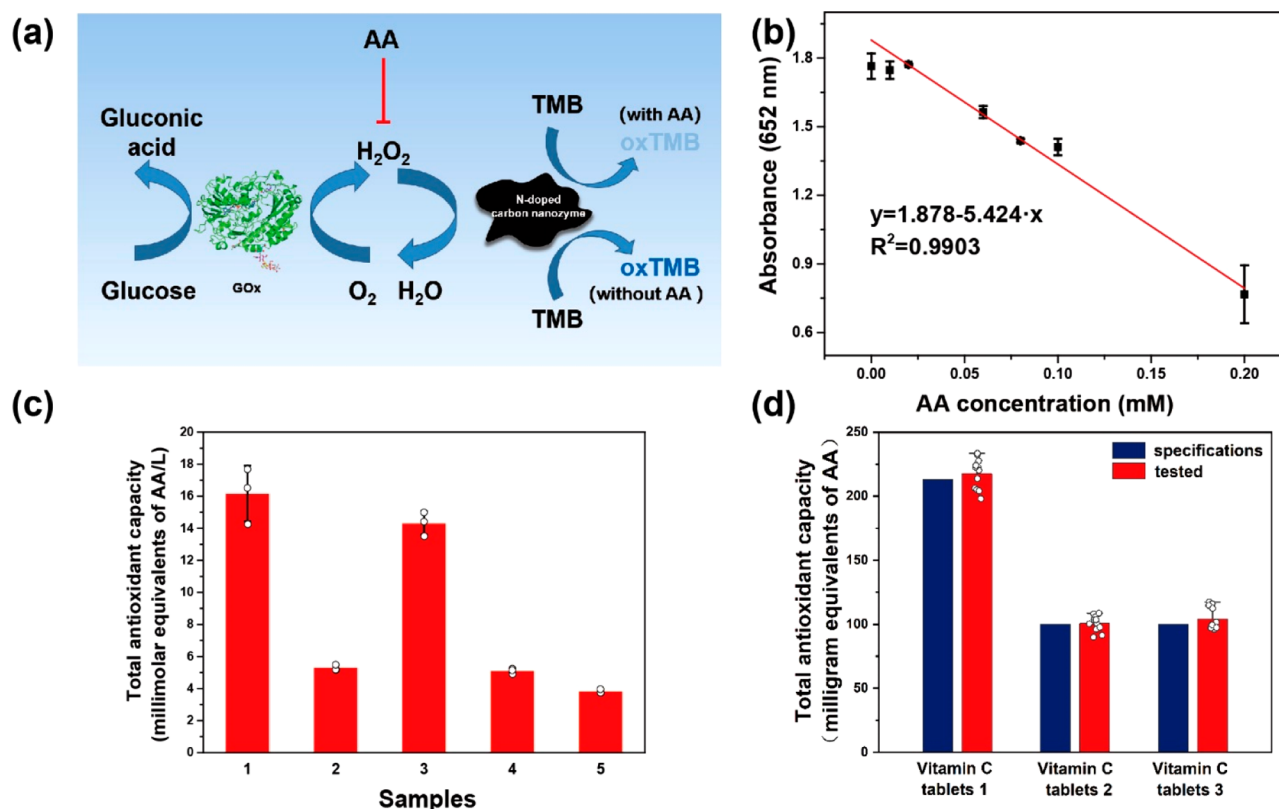 (a)
AA
Gluconic
acid
H₂O₂
TMB
(with AA)
oxTMB
N-doped
carbon nanozyme
oxTMB
(without AA )
TMB
Glucose
GOx
O₂
H₂O
(b)
Absorbance (652 nm)
1.8
1.5
1.2
0.9
0.6
y=1.878-5.424·x
R²=0.9903
0.00
0.05
0.10
0.15
0.20
AA concentration (mM)
(c)
Total antioxidant capacity
(millimolar equivalents of AA/L)
20
18
16
14
12
10
8
6
4
2
0
1
2
3
4
5
Samples
(d)
Total antioxidant capacity
（milligram equivalents of AA)
250
200
150
100
50
0
specifications
tested
Vitamin C
tablets 1
Vitamin C
tablets 2
Vitamin C
tablets 3